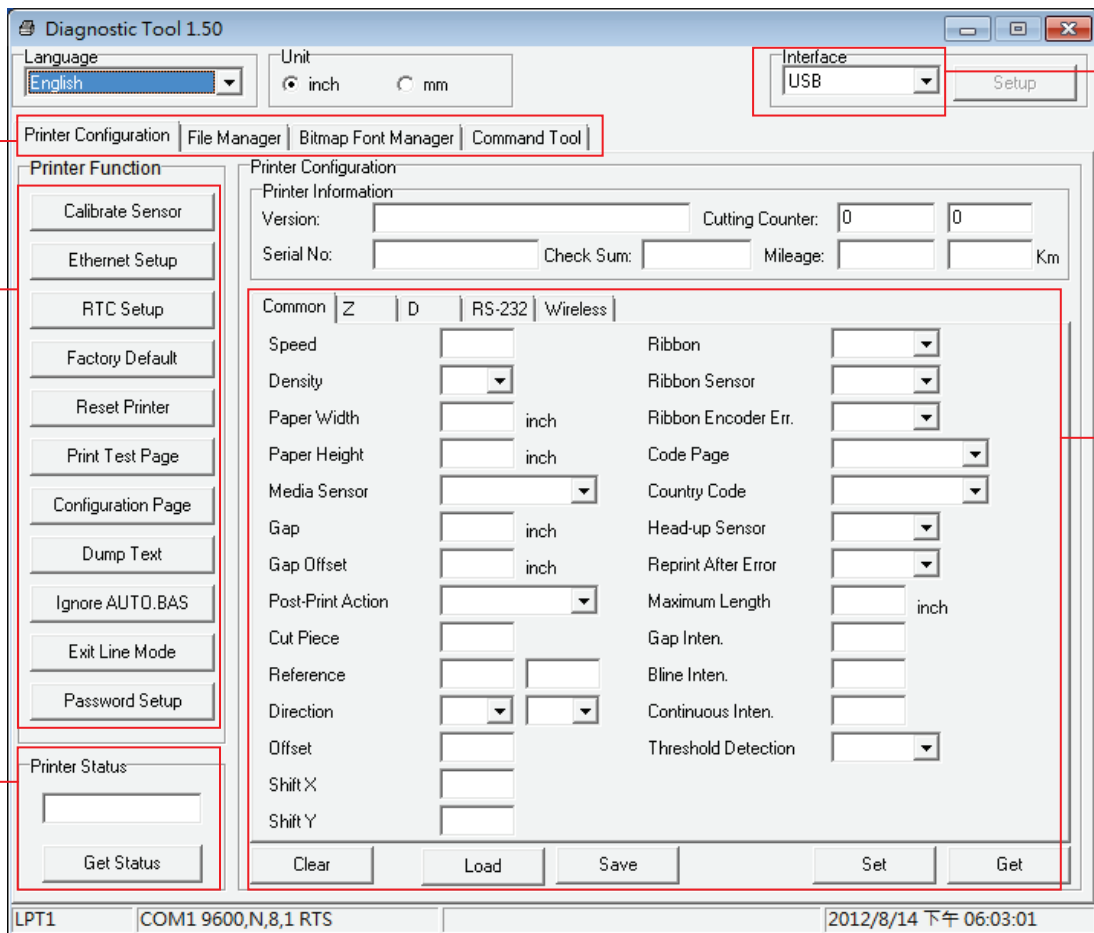 Diagnostic Tool 1.50
Language
English
Unit
inch
mm
Interface
USB
Setup
Printer Configuration
File Manager
Bitmap Font Manager
Command Tool
Printer Function
Calibrate Sensor
Ethernet Setup
RTC Setup
Factory Default
Reset Printer
Print Test Page
Configuration Page
Dump Text
Ignore AUTO.BAS
Exit Line Mode
Password Setup
Printer Status
Get Status
Printer Configuration
Printer Information
Version:
Cutting Counter: 0 0
Serial No:
Check Sum:
Mileage:
Km
Common
Z
D
RS-232
Wireless
Speed
Density
Paper Width inch
Paper Height inch
Media Sensor
Gap inch
Gap Offset inch
Post-Print Action
Cut Piece
Reference
Direction
Offset
Shift X
Shift Y
Ribbon
Ribbon Sensor
Ribbon Encoder Err.
Code Page
Country Code
Head-up Sensor
Reprint After Error
Maximum Length inch
Gap Inten.
Bline Inten.
Continuous Inten.
Threshold Detection
Clear
Load
Save
Set
Get
LPT1
COM1 9600,N,8,1 RTS
2012/8/14 下午 06:03:01